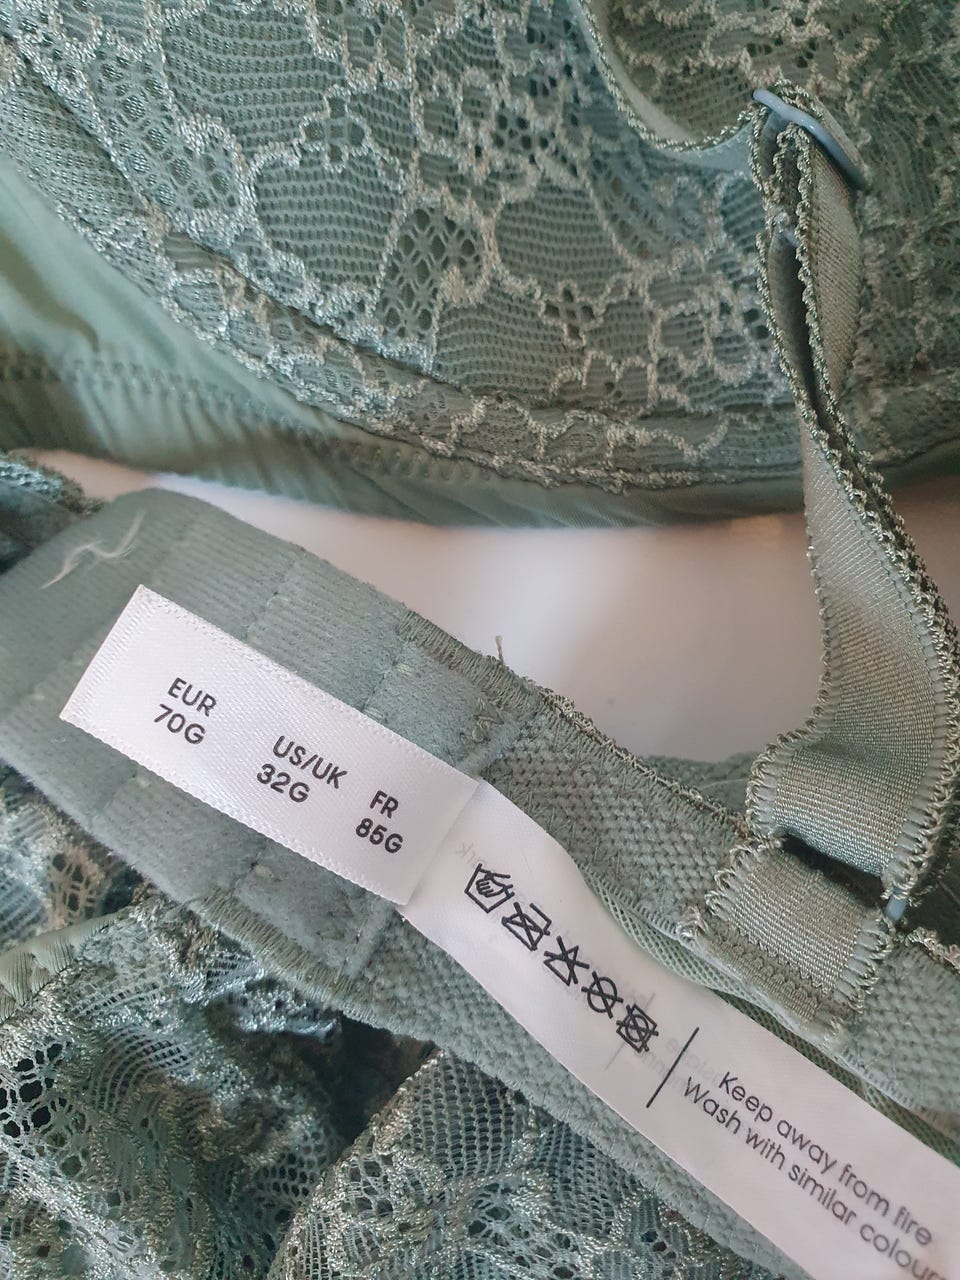 EUR
70G
US/UK
32G
FR
85G
Keep away from fire
Wash with similar colour